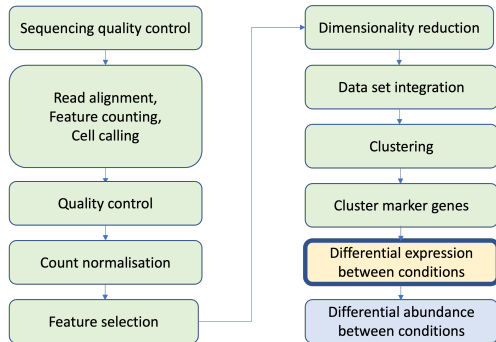 Sequencing quality control
Read alignment,
Feature counting,
Cell calling
Quality control
Count normalisation
Feature selection
Dimensionality reduction
Data set integration
Clustering
Cluster marker genes
Differential expression
between conditions
Differential abundance
between conditions